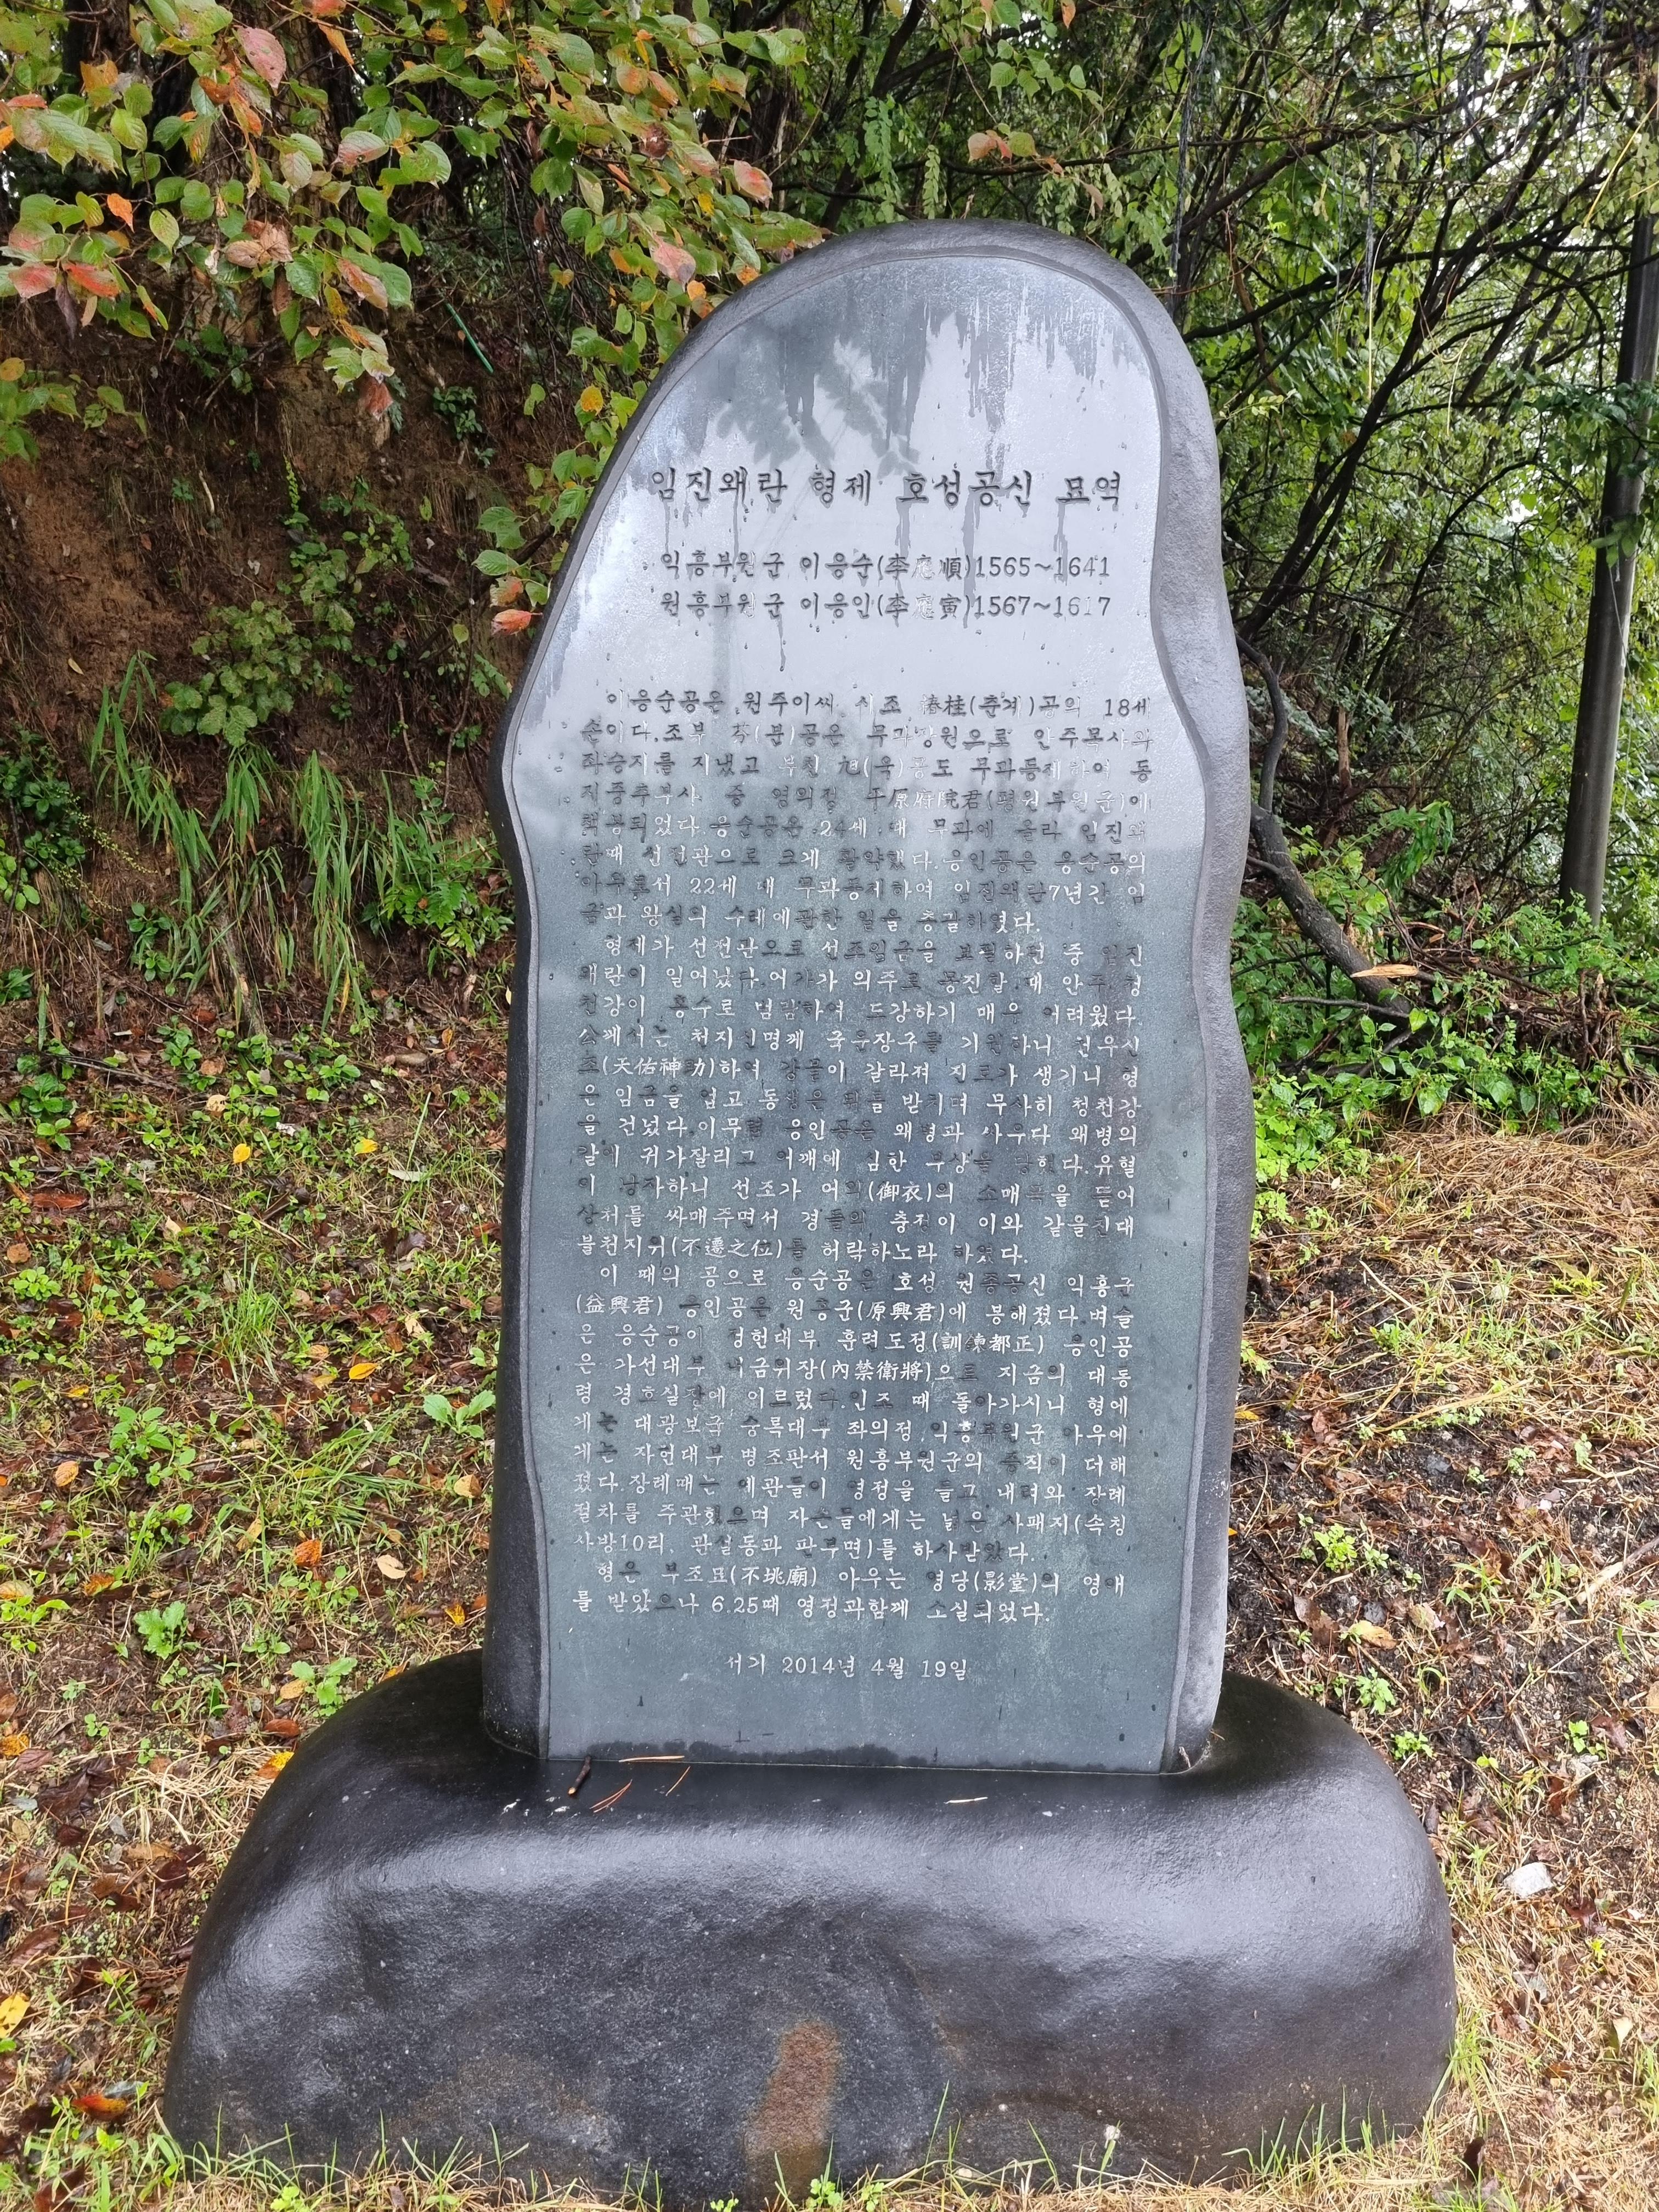 임진왜란 형제 호성공신 묘역
익흥부원군 이응순(李應順)1565~1641
원흥부원군 이응인(李應寅)1567~1617
이응순공은 원주이씨 시조 椿桂(춘계)공의 18세
손이다.조부 芬(분)공은 무과장원으로 안주목사와
좌승지를 지냈고 부친 旭(욱)공도 무과등제하여 동
지중추부사 증 영의정 平原府院君(평원부원군)에
책봉되었다.응순공은 24세 때 무과에 올라 임진왜
란때 선전관으로 크게 활약했다.응인공은 응순공의
아우로서 22세 때 무과등제하여 임진왜란7년간 임
금과 왕실의 수레에관한 일을 총괄하였다.
형제가 선전관으로 선조임금을 보필하던 중 임진
왜란이 일어났다.어가가 의주로 몽진할 때 안주 청
천강이 홍수로 범람하여 도강하기 매우 어려웠다.
公께서는 천지신명께 국운장구를 기원하니 천우신
조(天佑神助)하여 강물이 갈라져 진로가 생기니 형
은 임금을 업고 동생은 뒤를 받치며 무사히 청천강
을 건넜다.이무렵 응인공은 왜병과 싸우다 왜병의
칼에 귀가잘리고 어깨에 심한 부상을 당했다.유혈
이 낭자하니 선조가 어의(御衣)의 소매폭을 뜯어
상처를 싸매주면서 경들의 충절이 이와 같을진대
불천지위(不遷之位)를 허락하노라 하였다.
이 때의 공으로 응순공은 호성 원종공신 익흥군
(益興君) 응인공은 원흥군(原興君)에 봉해졌다.벼슬
은 응순공이 정헌대부 훈련도정(訓鍊都正) 응인공
은 가선대부 내금위장(內禁衛將)으로 지금의 대통
령 경호실장에 이르렀다.인조 때 돌아가시니 형에
게는 대광보국 숭록대부 좌의정 익흥부원군 아우에
게는 자헌대부 병조판서 원흥부원군의 증직이 더해
졌다.장례때는 예관들이 영정을 들고 내려와 장례
절차를 주관했으며 자손들에게는 넓은 사패지(속칭
사방10리, 관설동과 판부면)를 하사받았다.
형은 부조묘(不祧廟) 아우는 영당(影堂)의 영예
를 받았으나 6.25때 영정과함께 소실되었다.
서기 2014년 4월 19일